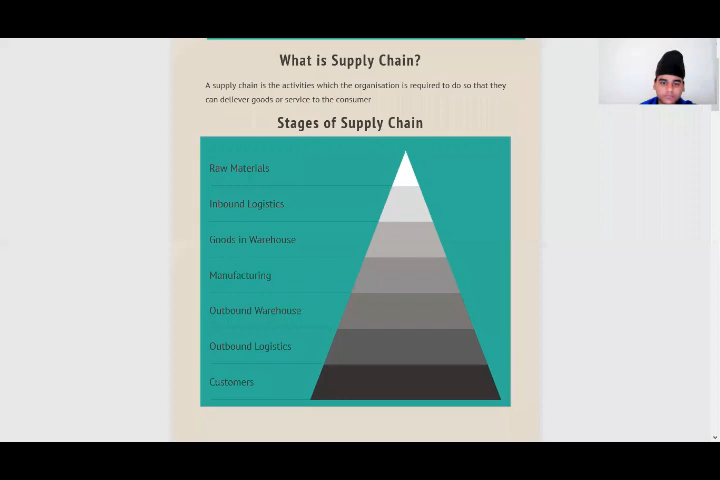 What is Supply Chain?
A supply chain is the activities which the organisation is required to do so that they
can deilever goods or service to the consumer
Stages of Supply Chain
Raw Materials
Inbound Logistics
Goods in Warehouse
Manufacturing
Outbound Warehouse
Outbound Logistics
Customers